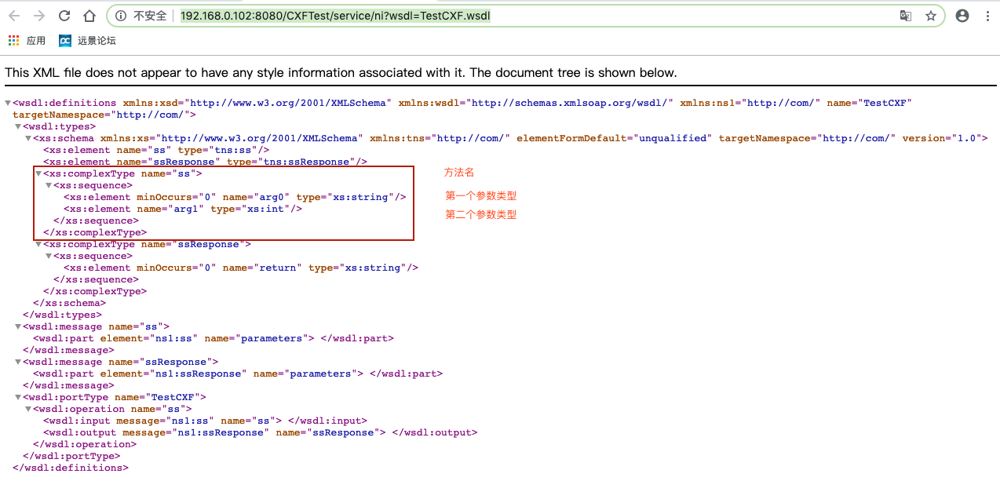 不安全 192.168.0.102:8080/CXFTest/service/ni?wsdl=TestCXF.wsdl
应用 远景论坛
This XML file does not appear to have any style information associated with it. The document tree is shown below.
▼<wsdl:definitions xmlns:xsd="http://www.w3.org/2001/XMLSchema" xmlns:wsdl="http://schemas.xmlsoap.org/wsdl/" xmlns:ns1="http://com/" name="TestCXF"
targetNamespace="http://com/">
▼<wsdl:types>
▼<xs:schema xmlns:xs="http://www.w3.org/2001/XMLSchema" xmlns:tns="http://com/" elementFormDefault="unqualified" targetNamespace="http://com/" version="1.0">
<xs:element name="ss" type="tns:ss"/>
<xs:element name="ssResponse" type="tns:ssResponse"/>
▼<xs:complexType name="ss"> 方法名
▼<xs:sequence>
<xs:element minOccurs="0" name="arg0" type="xs:string"/> 第一个参数类型
<xs:element name="arg1" type="xs:int"/> 第二个参数类型
</xs:sequence>
</xs:complexType>
▼<xs:complexType name="ssResponse">
▼<xs:sequence>
<xs:element minOccurs="0" name="return" type="xs:string"/>
</xs:sequence>
</xs:complexType>
</xs:schema>
</wsdl:types>
▼<wsdl:message name="ss">
<wsdl:part element="ns1:ss" name="parameters"> </wsdl:part>
</wsdl:message>
▼<wsdl:message name="ssResponse">
<wsdl:part element="ns1:ssResponse" name="parameters"> </wsdl:part>
</wsdl:message>
▼<wsdl:portType name="TestCXF">
▼<wsdl:operation name="ss">
<wsdl:input message="ns1:ss" name="ss"> </wsdl:input>
<wsdl:output message="ns1:ssResponse" name="ssResponse"> </wsdl:output>
</wsdl:operation>
</wsdl:portType>
</wsdl:definitions>